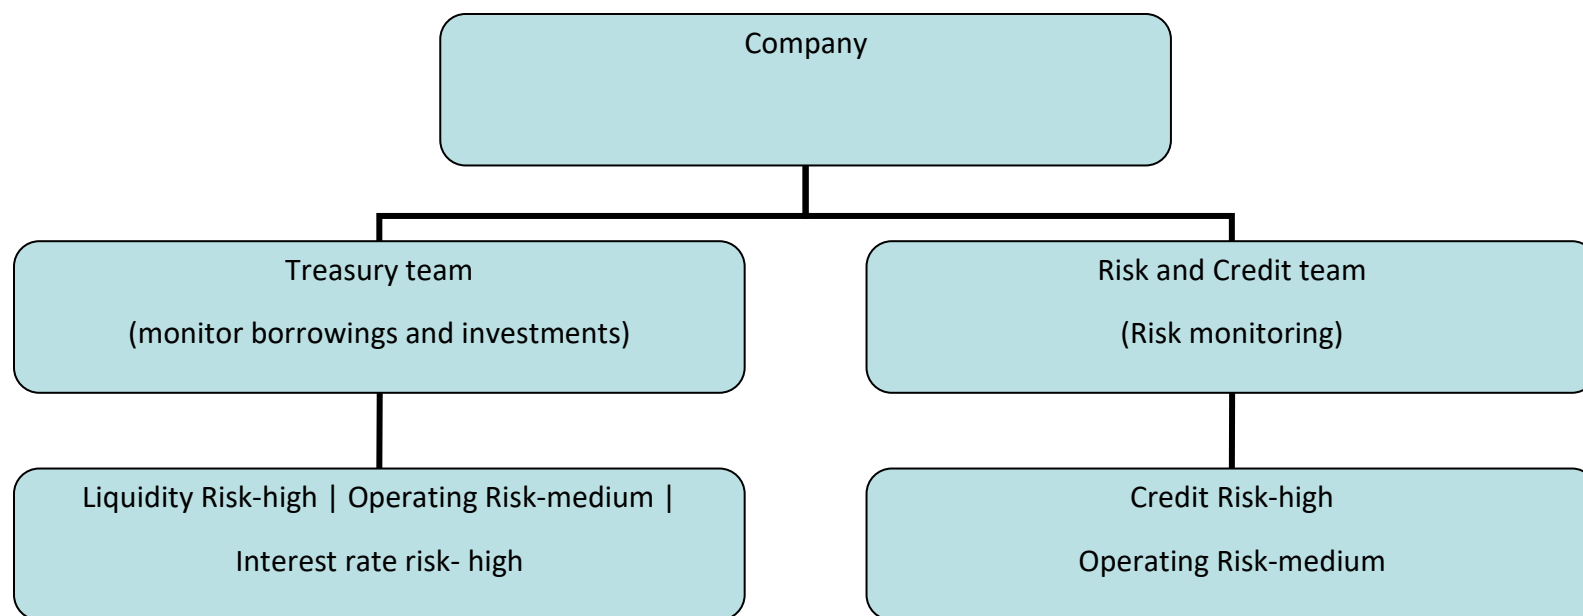 Company
Treasury team
(monitor borrowings and investments)
Risk and Credit team
(Risk monitoring)
Liquidity Risk-high | Operating Risk-medium |
Interest rate risk- high
Credit Risk-high
Operating Risk-medium